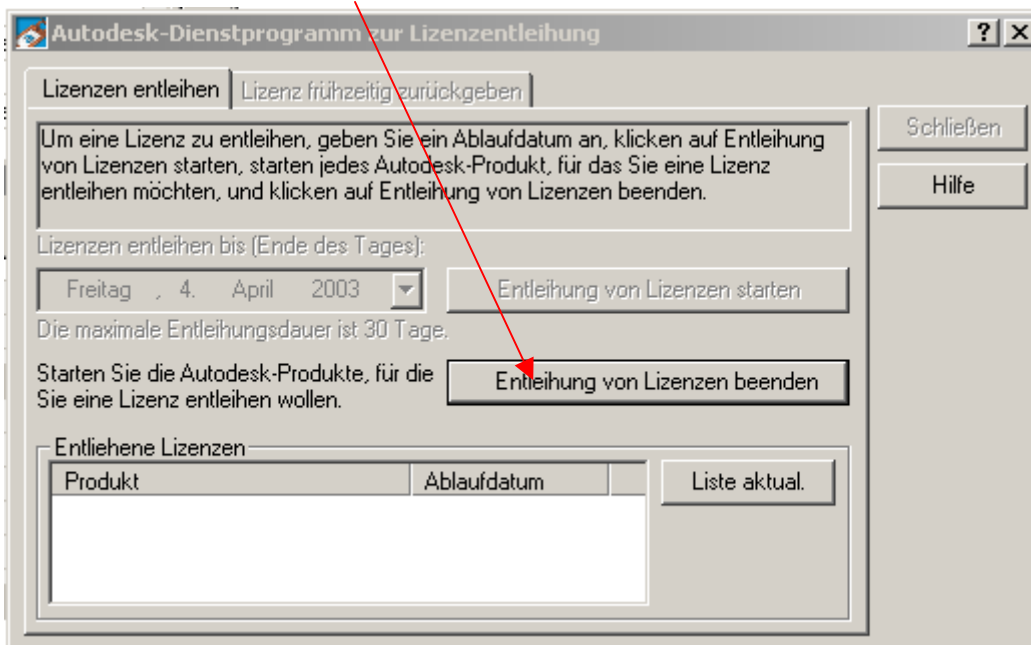 Autodesk-Dienstprogramm zur Lizenzentleihung
Lizenzen entleihen
Lizenz frühzeitig zurückgeben
Um eine Lizenz zu entleihen, geben Sie ein Ablaufdatum an, klicken auf Entleihung
von Lizenzen starten, starten jedes Autodesk-Produkt, für das Sie eine Lizenz
entleihen möchten, und klicken auf Entleihung von Lizenzen beenden.
Schließen
Hilfe
Lizenzen entleihen bis (Ende des Tages):
Freitag , 4. April 2003
Entleihung von Lizenzen starten
Die maximale Entleihungsdauer ist 30 Tage.
Starten Sie die Autodesk-Produkte, für die
Sie eine Lizenz entleihen wollen.
Entleihung von Lizenzen beenden
Entliehene Lizenzen
Produkt Ablaufdatum
Liste aktual.